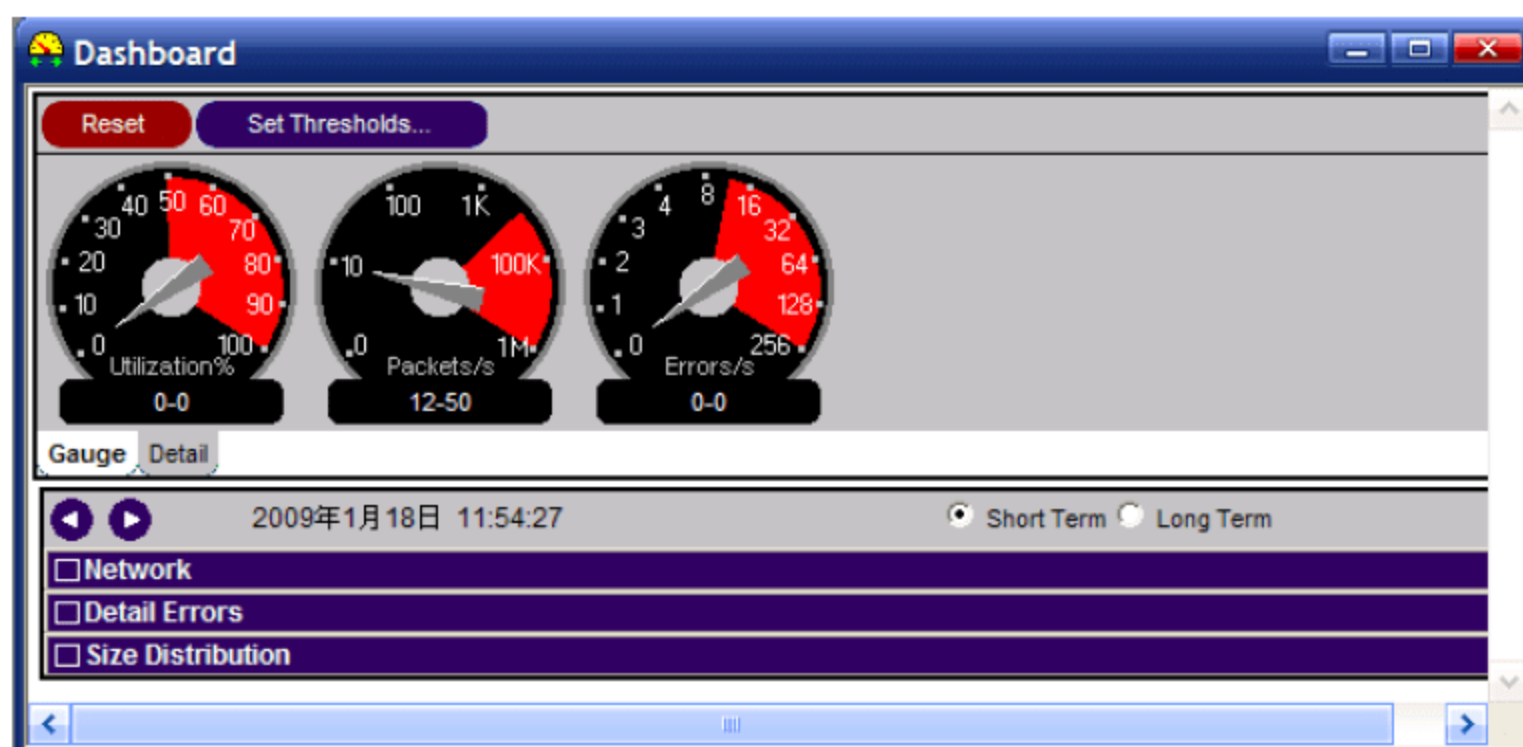 Dashboard
Reset Set Thresholds...
0 10 20 30 40 50 60 70 80 90 100
Utilization%
0-0
0 10 100 1K 100K 1M
Packets/s
12-50
0 1 2 3 4 8 16 32 64 128 256
Errors/s
0-0
Gauge Detail
2009年1月18日 11:54:27 Short Term Long Term
Network
Detail Errors
Size Distribution